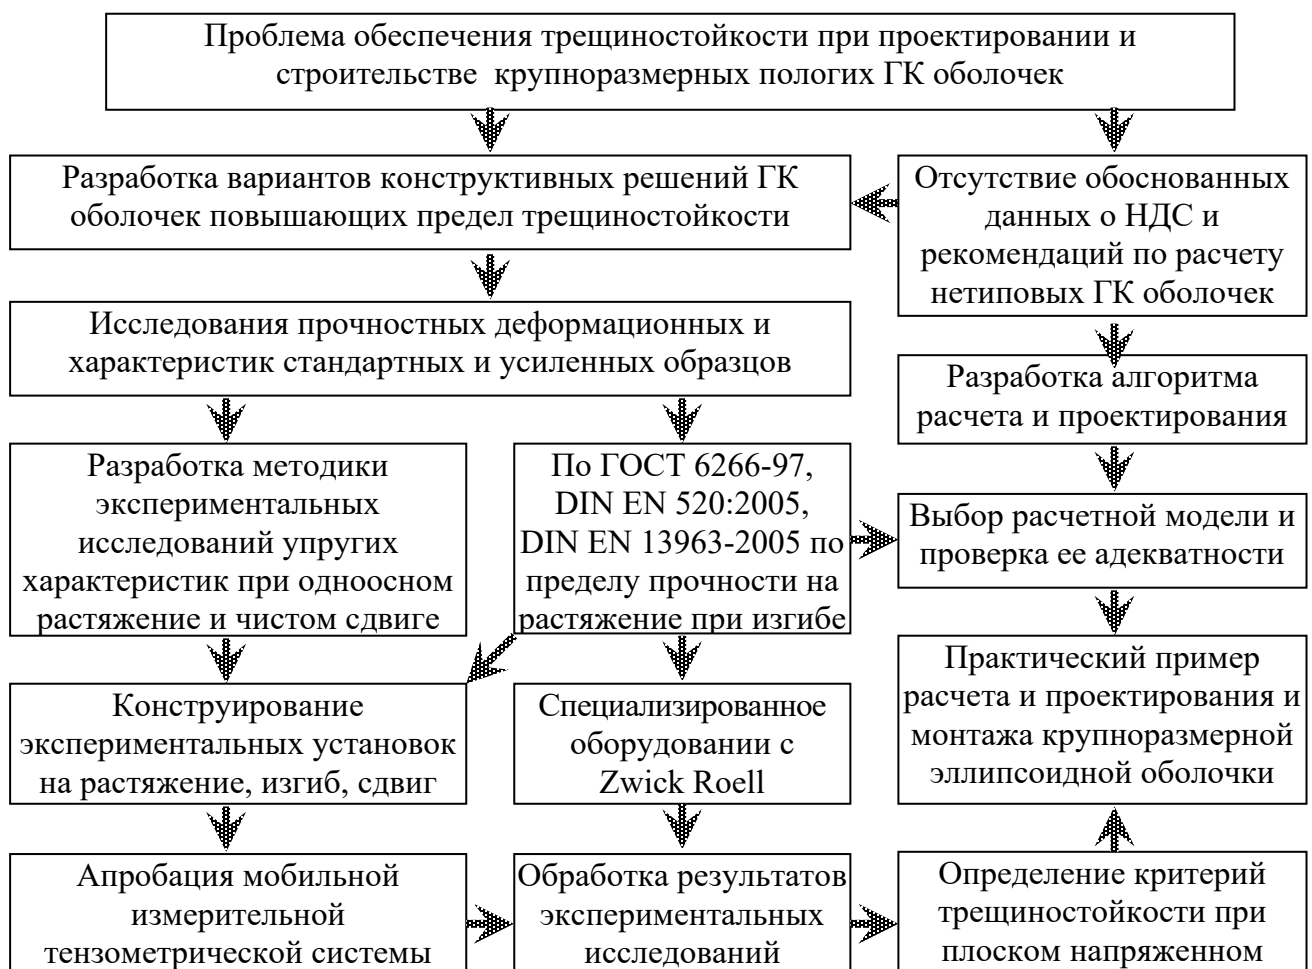 Проблема обеспечения трещиностойкости при проектировании и
строительстве крупноразмерных пологих ГК оболочек
Разработка вариантов конструктивных решений ГК
оболочек повышающих предел трещиностойкости
Отсутствие обоснованных
данных о НДС и
рекомендаций по расчету
нетиповых ГК оболочек
Исследования прочностных деформационных и
характеристик стандартных и усиленных образцов
Разработка алгоритма
расчета и проектирования
Разработка методики
экспериментальных
исследований упругих
характеристик при одноосном
растяжение и чистом сдвиге
По ГОСТ 6266-97,
DIN EN 520:2005,
DIN EN 13963-2005 по
пределу прочности на
растяжение при изгибе
Выбор расчетной модели и
проверка ее адекватности
Конструирование
экспериментальных установок
на растяжение, изгиб, сдвиг
Специализированное
оборудовании с
Zwick Roell
Практический пример
расчета и проектирования и
монтажа крупноразмерной
эллипсоидной оболочки
Апробация мобильной
измерительной
тензометрической системы
Обработка результатов
экспериментальных
исследований
Определение критерий
трещиностойкости при
плоском напряженном